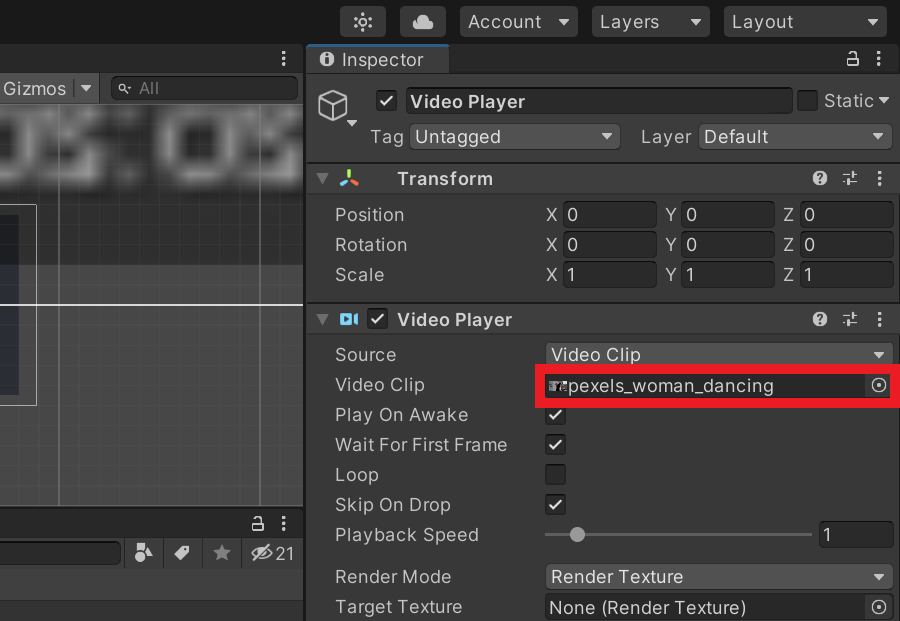 Account Layers Layout
Inspector
Gizmos All
Video Player Static
Tag Untagged Layer Default
Transform
Position X 0 Y 0 Z 0
Rotation X 0 Y 0 Z 0
Scale X 1 Y 1 Z 1
Video Player
Source Video Clip
Video Clip pexels_woman_dancing
Play On Awake
Wait For First Frame
Loop
Skip On Drop
Playback Speed 1
21
Render Mode Render Texture
Target Texture None (Render Texture)